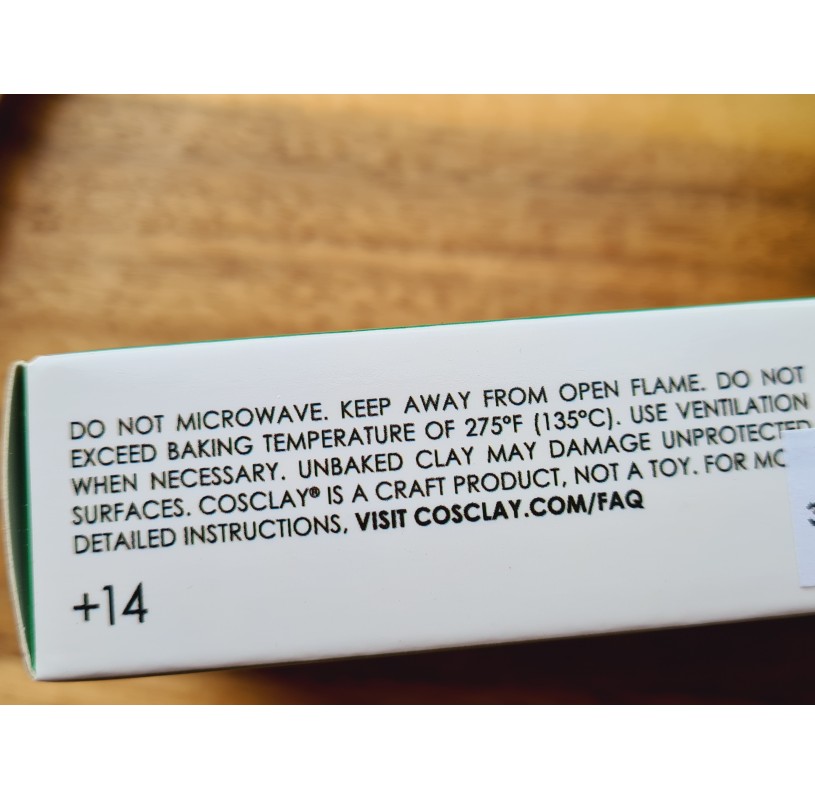 DO NOT MICROWAVE. KEEP AWAY FROM OPEN FLAME. DO NOT
EXCEED BAKING TEMPERATURE OF 275°F (135°C). USE VENTILATION
WHEN NECESSARY. UNBAKED CLAY MAY DAMAGE UNPROTECTED
SURFACES. COSCLAY® IS A CRAFT PRODUCT, NOT A TOY. FOR
DETAILED INSTRUCTIONS, VISIT COSCLAY.COM/FAQ
+14